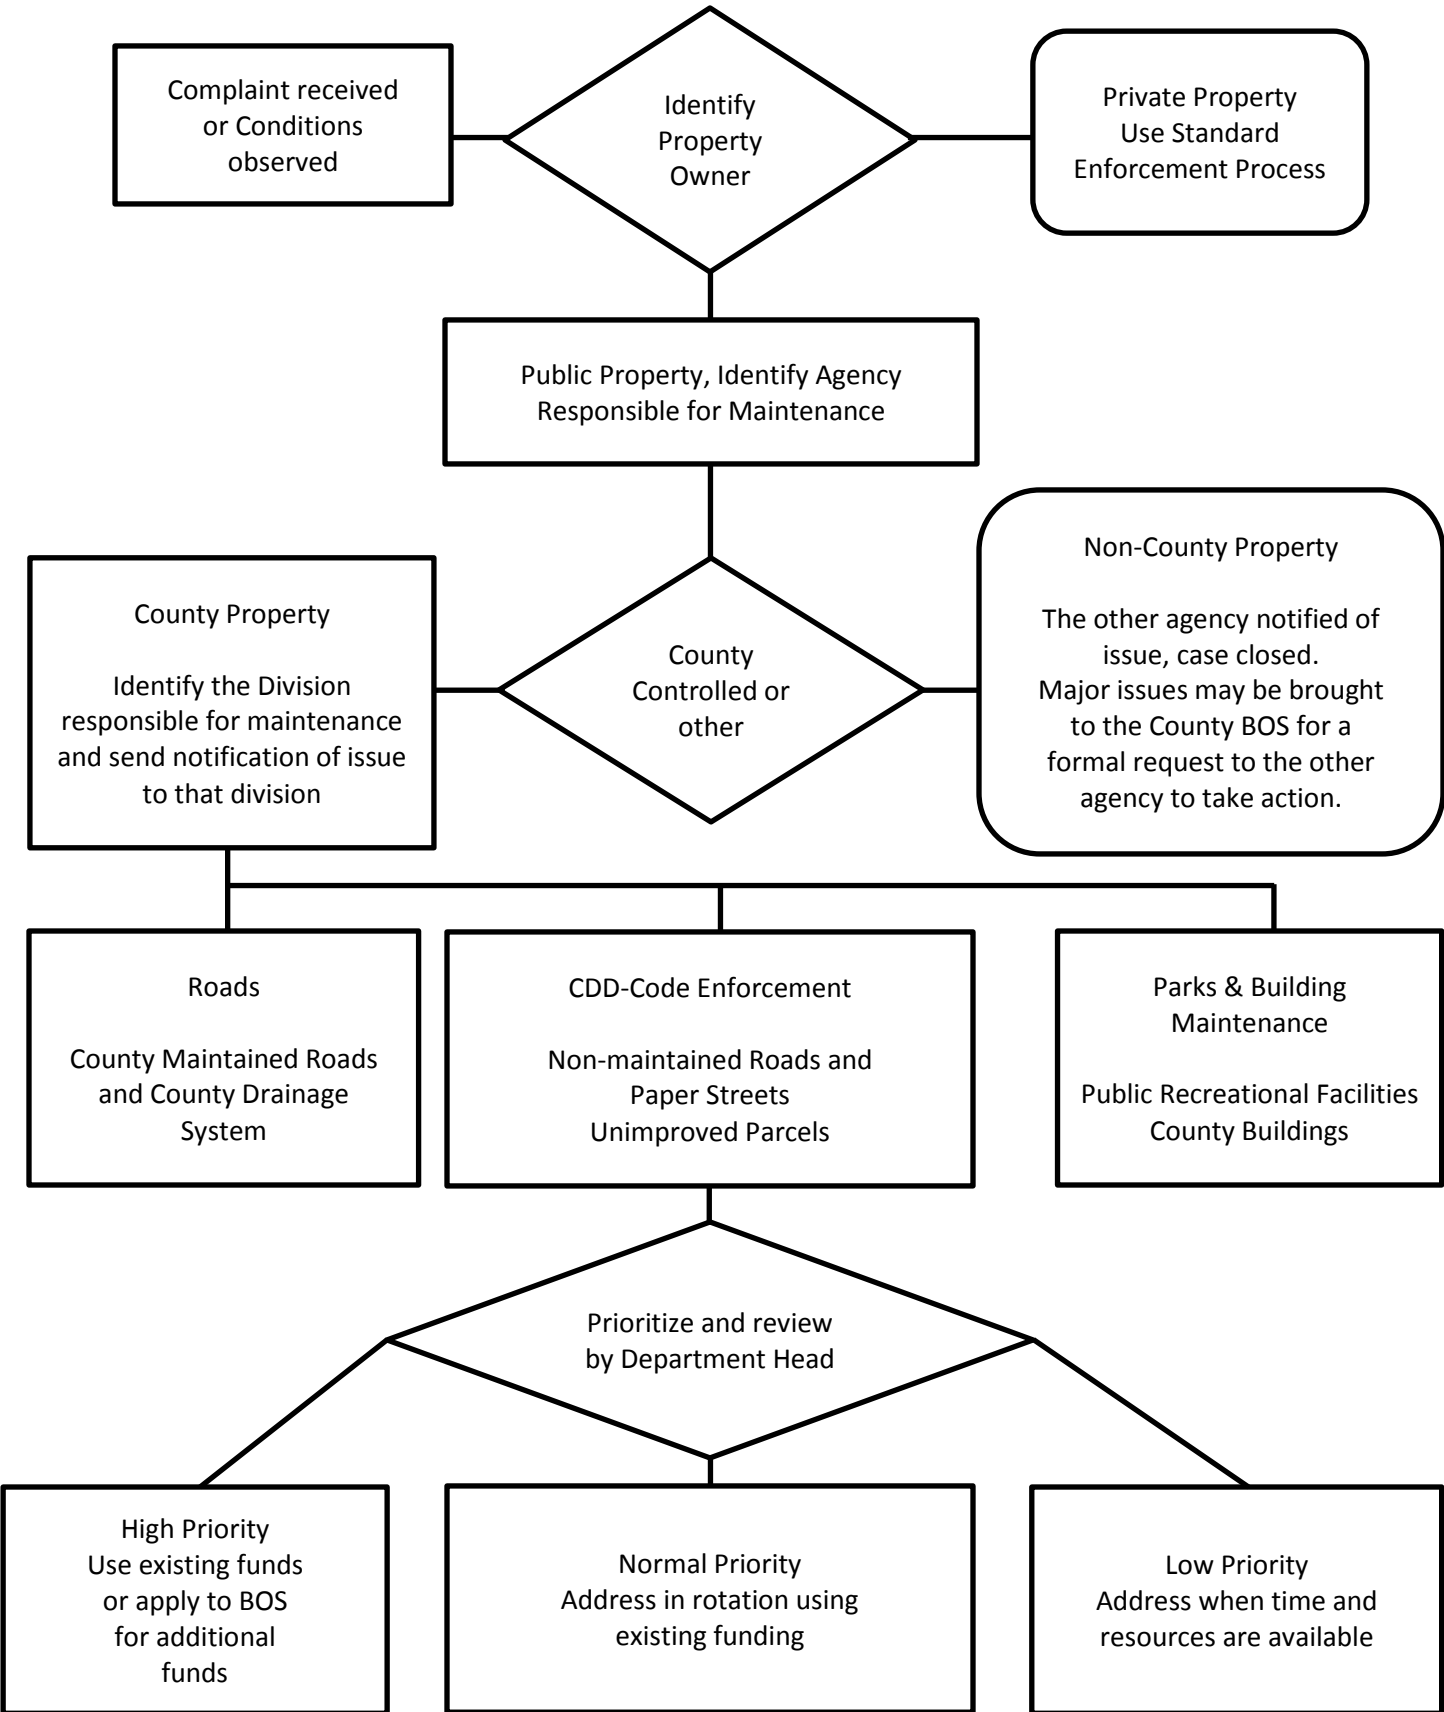 Complaint received
or Conditions
observed
Identify
Property
Owner
Private Property
Use Standard
Enforcement Process
Public Property, Identify Agency
Responsible for Maintenance
County Property
Identify the Division
responsible for maintenance
and send notification of issue
to that division
County
Controlled or
other
Non-County Property
The other agency notified of
issue, case closed.
Major issues may be brought
to the County BOS for a
formal request to the other
agency to take action.
Roads
County Maintained Roads
and County Drainage
System
CDD-Code Enforcement
Non-maintained Roads and
Paper Streets
Unimproved Parcels
Parks & Building
Maintenance
Public Recreational Facilities
County Buildings
Prioritize and review
by Department Head
High Priority
Use existing funds
or apply to BOS
for additional
funds
Normal Priority
Address in rotation using
existing funding
Low Priority
Address when time and
resources are available